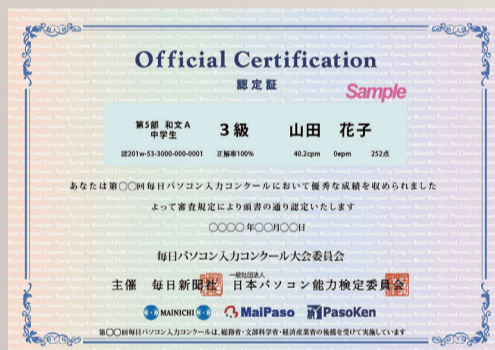 Official Certification
認定証
Sample
第5部 和文A
中学生
3級
山田 花子
認201w-53-3000-000-0001 正解率100% 40.2cpm 0epm 252点
あなたは第◯◯回毎日パソコン入力コンクールにおいて優秀な成績を収められました
よって審査規定により頭書の通り認定いたします
◯◯◯◯年◯◯月◯◯日
毎日パソコン入力コンクール大会委員会
主催 毎日新聞社 一般社団法人 日本パソコン能力検定委員会
MAINICHI MaiPaso PasoKen
第◯◯回毎日パソコン入力コンクールは、総務省・文部科学省・経済産業省の後援を受けて実施しています